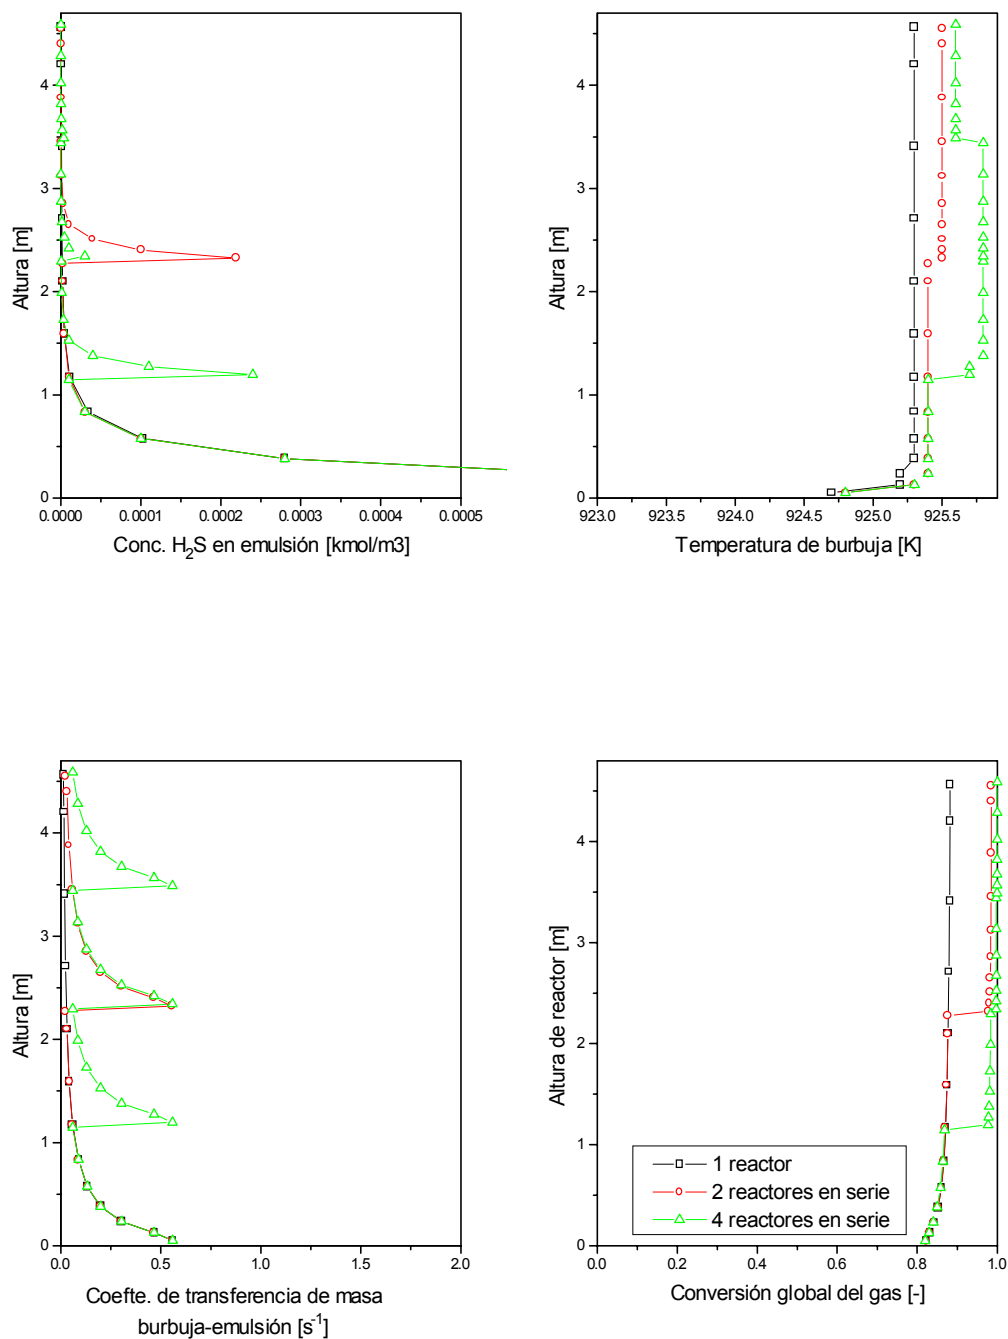 4
3
2
1
0
Altura [m]
0.0000 0.0001 0.0002 0.0003 0.0004 0.0005
Conc. H2S en emulsión [kmol/m3]
4
3
2
1
0
Altura [m]
923.0 923.5 924.0 924.5 925.0 925.5
Temperatura de burbuja [K]
4
3
2
1
0
Altura [m]
0.0 0.5 1.0 1.5 2.0
Coefte. de transferencia de masa
burbuja-emulsión [s-1]
4
3
2
1
0
Altura de reactor [m]
1 reactor
2 reactores en serie
4 reactores en serie
0.0 0.2 0.4 0.6 0.8 1.0
Conversión global del gas [-]